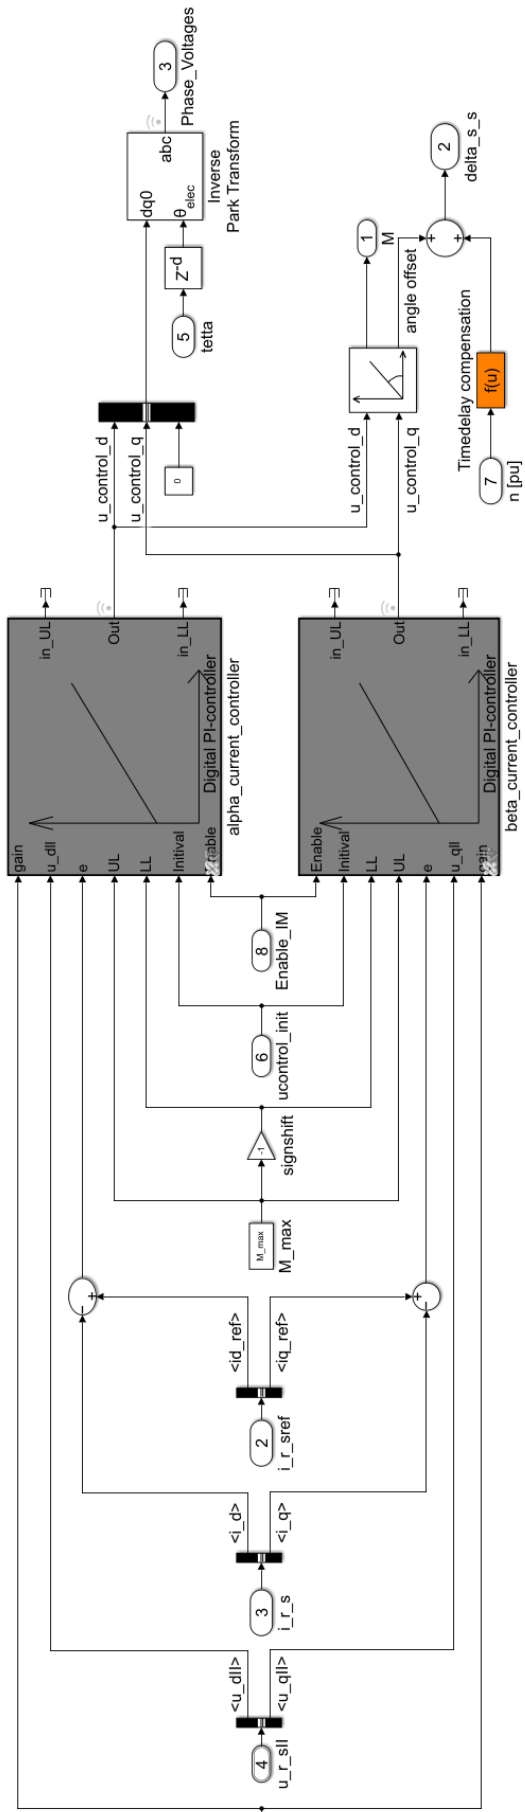 4
u_r_sII
<u_dII>
<u_qII>
3
i_r_s
<i_d>
<i_q>
2
i_r_sref
<id_ref>
<iq_ref>
−
+
+
−
M_max
M_max
-1
signshift
6
ucontrol_init
8
Enable_IM
gain
u_dII
e
UL
LL
Initival
Enable
in_UL
Out
in_LL
Digital PI-controller
alpha_current_controller
Enable
Initival
LL
UL
e
u_qII
gain
in_UL
Out
in_LL
Digital PI-controller
beta_current_controller
u_control_d
u_control_q
0
5
tetta
Z-d
dq0
θelec
abc
Inverse
Park Transform
3
Phase_Voltages
u_control_d
u_control_q
1
M
angle offset
Timedelay compensation
7
n [pu]
f(u)
+
+
2
delta_s_s